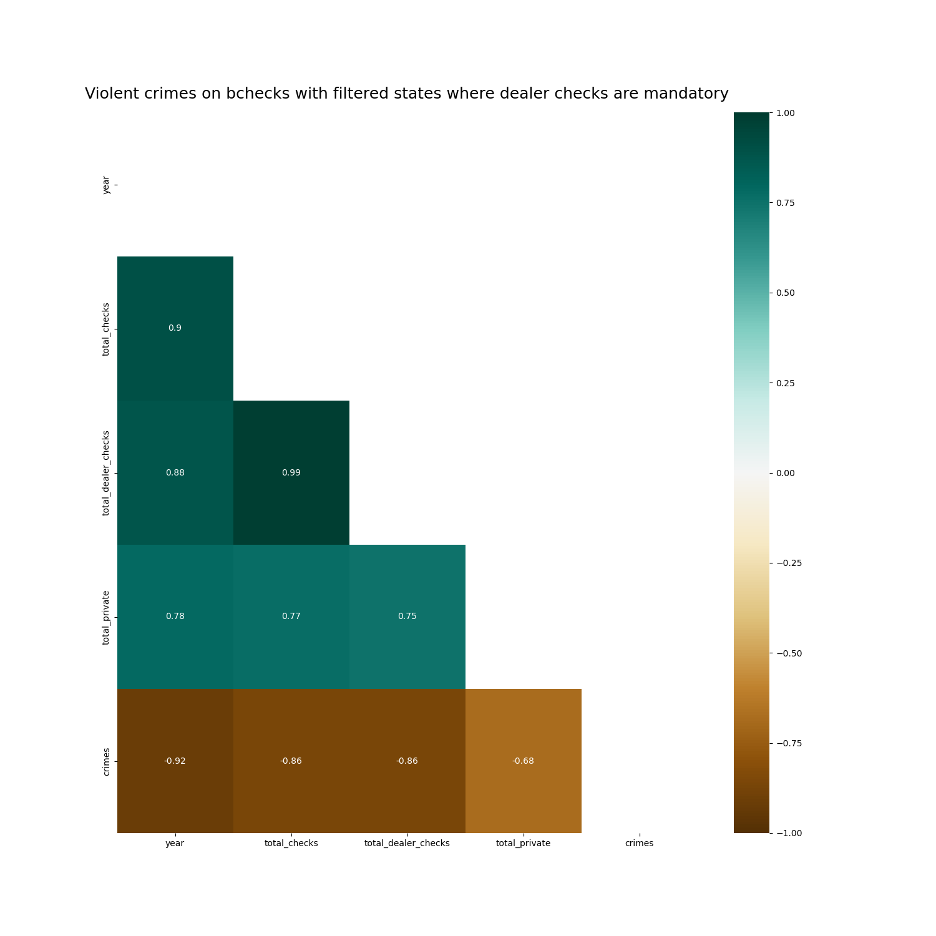 Violent crimes on bchecks with filtered states where dealer checks are mandatory
1.00
0.75
0.50
0.25
0.00
−0.25
−0.50
−0.75
−1.00
year
total_checks
0.9
total_dealer_checks
0.88 0.99
total_private
0.78 0.77 0.75
crimes
-0.92 -0.86 -0.86 -0.68
year total_checks total_dealer_checks total_private crimes